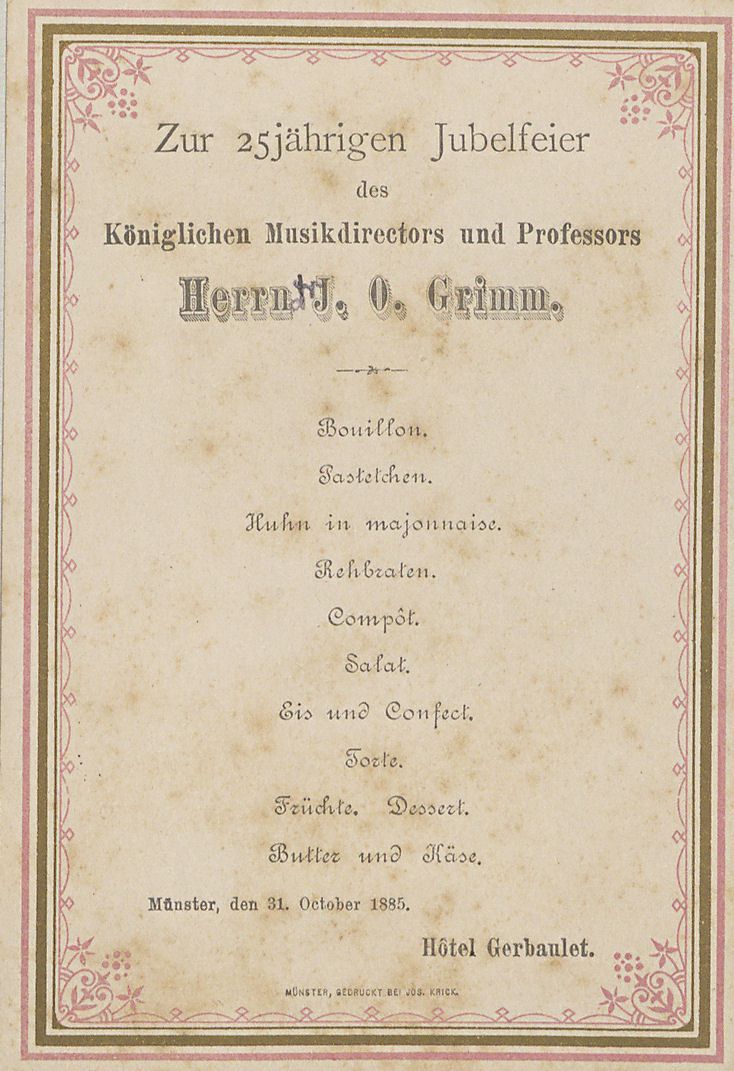 Zur 25jährigen Jubelfeier
des
Königlichen Musikdirectors und Professors
Herrn J. O. Grimm.
Bouillon.
Pastetchen.
Huhn in majonnaise.
Rehbraten.
Compôt.
Salat.
Eis und Confect.
Torte.
Früchte. Dessert.
Butter und Käse.
Münster, den 31. October 1885.
Hôtel Gerbaulet.
MÜNSTER, GEDRUCKT BEI JOS. KRICK.